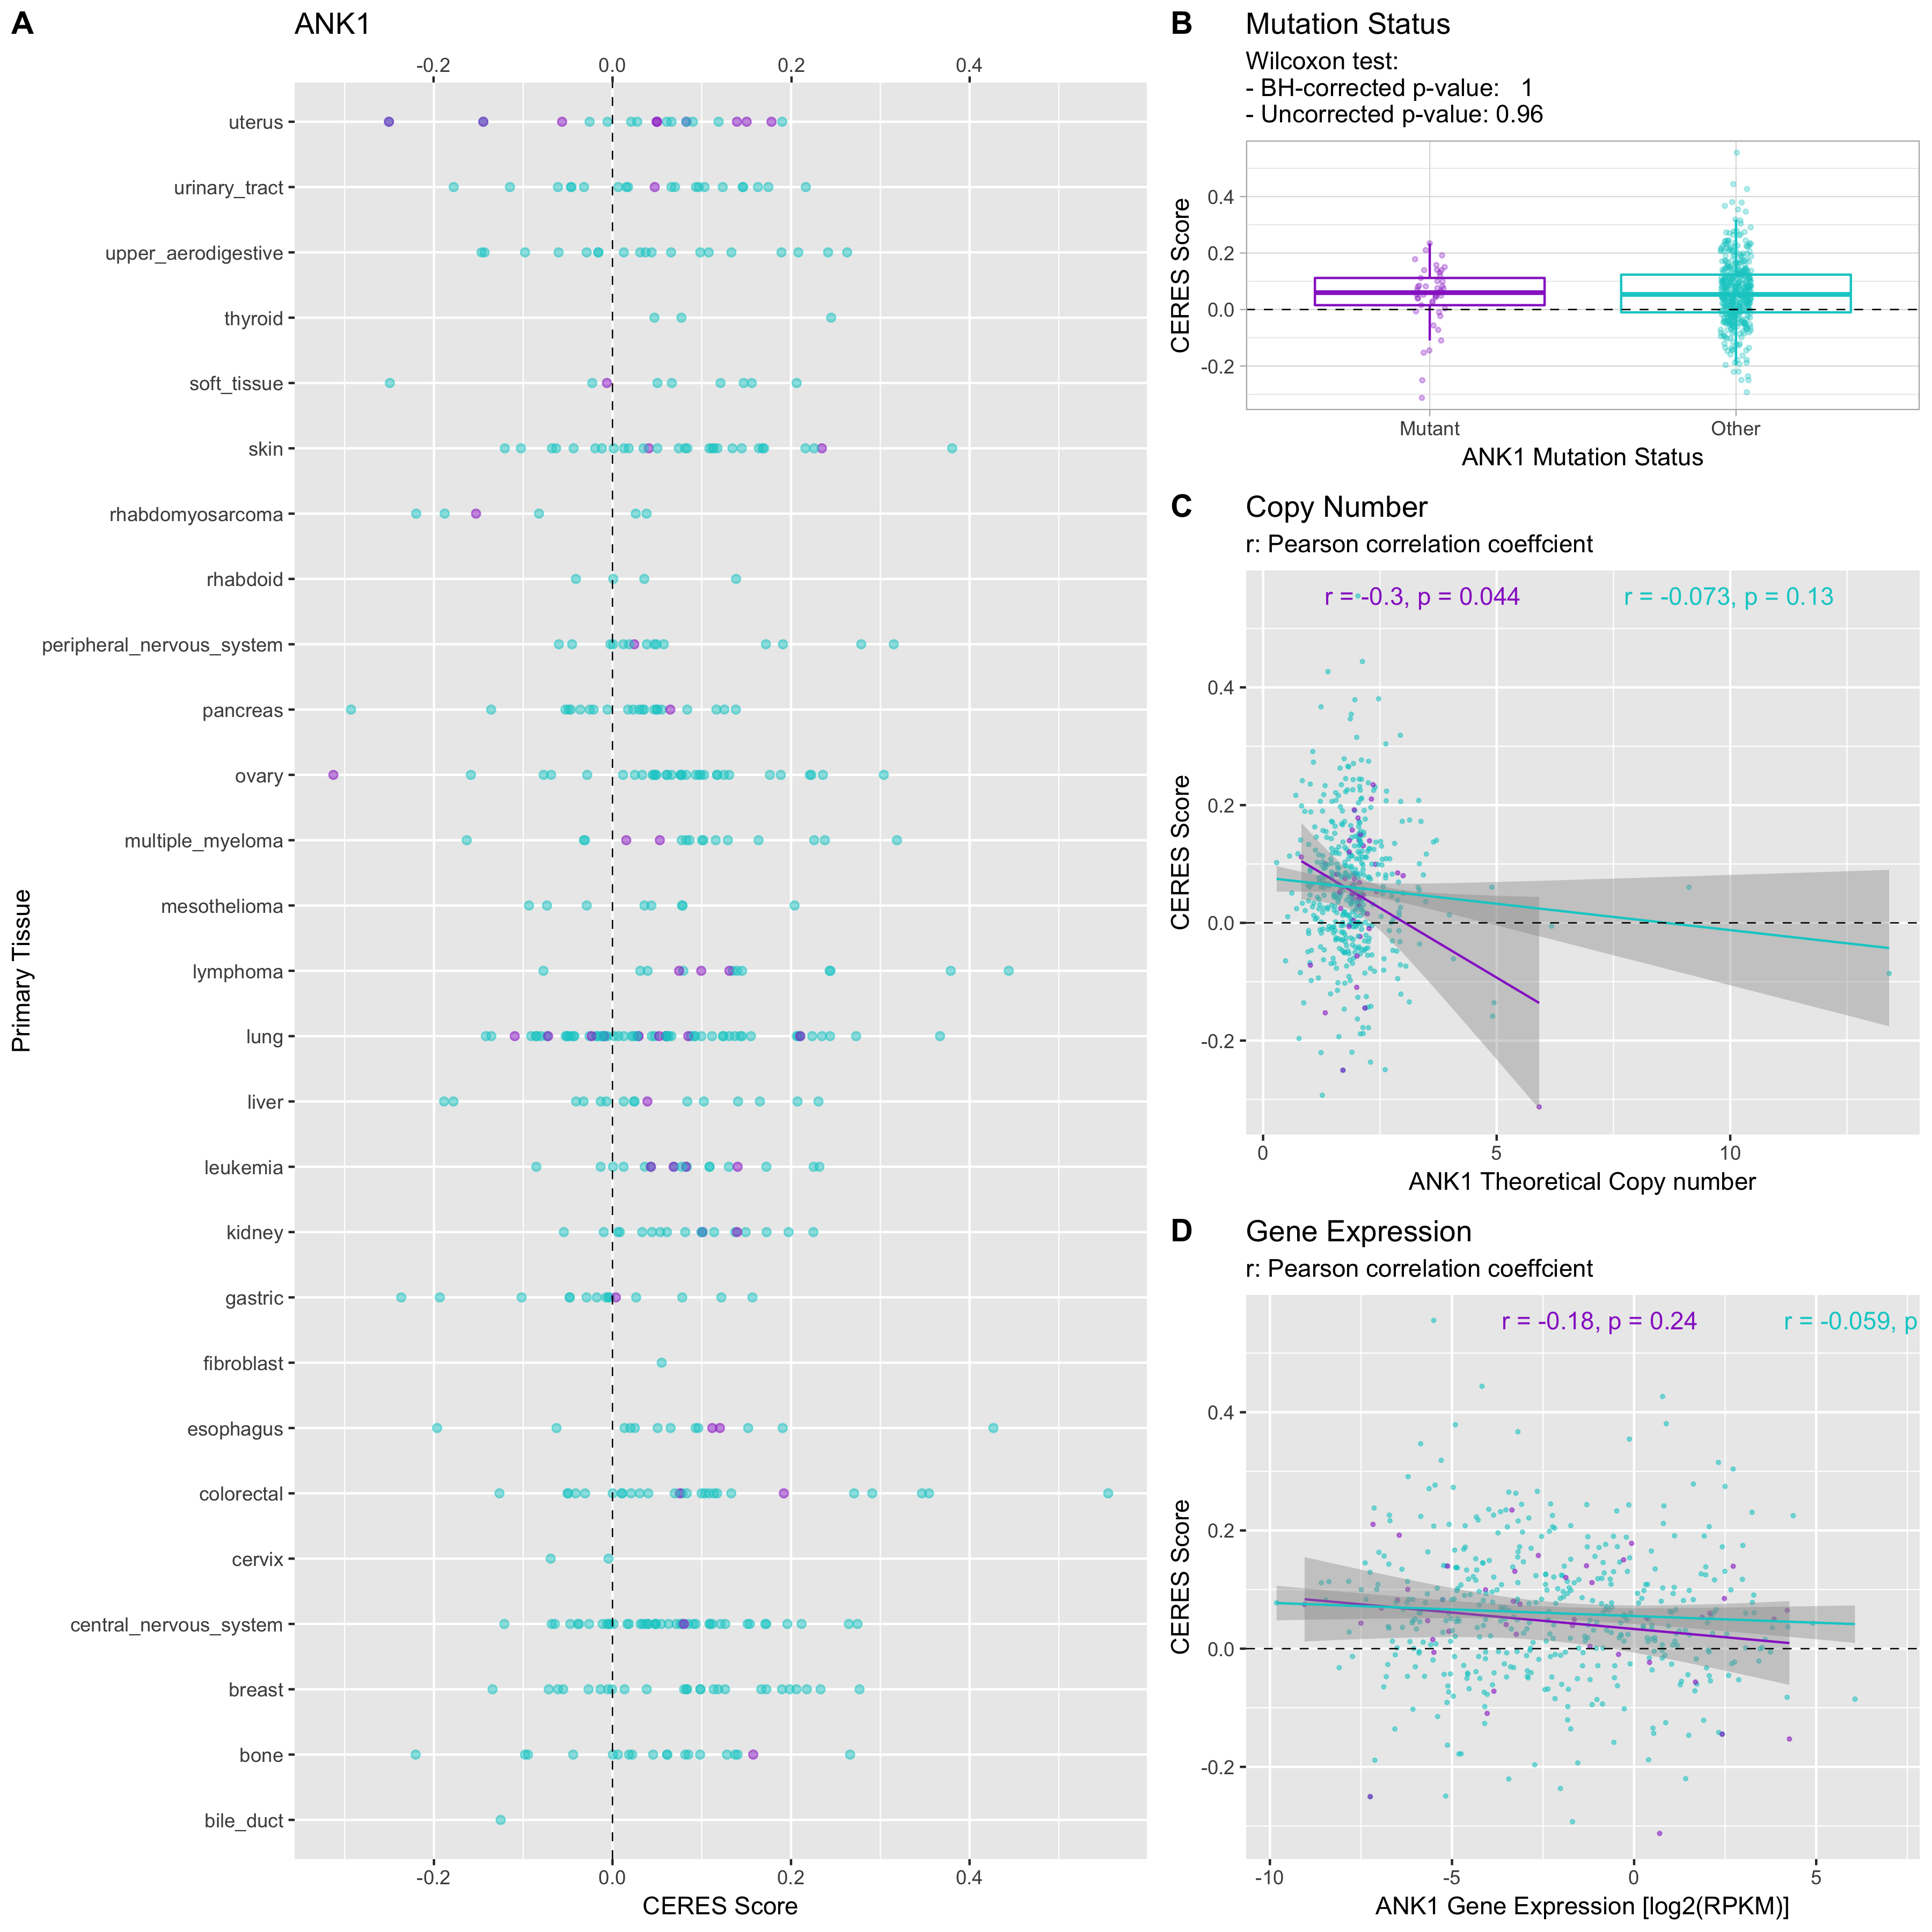 A
ANK1
-0.2 0.0 0.2 0.4
uterus
urinary_tract
upper_aerodigestive
thyroid
soft_tissue
skin
rhabdomyosarcoma
rhabdoid
peripheral_nervous_system
pancreas
ovary
multiple_myeloma
mesothelioma
lymphoma
lung
liver
leukemia
kidney
gastric
fibroblast
esophagus
colorectal
cervix
central_nervous_system
breast
bone
bile_duct
Primary Tissue
-0.2 0.0 0.2 0.4
CERES Score
B
Mutation Status
Wilcoxon test:
- BH-corrected p-value: 1
- Uncorrected p-value: 0.96
CERES Score
0.4
0.2
0.0
-0.2
Mutant Other
ANK1 Mutation Status
C
Copy Number
r: Pearson correlation coeffcient
r = -0.3, p = 0.044 r = -0.073, p = 0.13
CERES Score
0.4
0.2
0.0
-0.2
0 5 10
ANK1 Theoretical Copy number
D
Gene Expression
r: Pearson correlation coeffcient
r = -0.18, p = 0.24 r = -0.059, p
CERES Score
0.4
0.2
0.0
-0.2
-10 -5 0 5
ANK1 Gene Expression [log2(RPKM)]